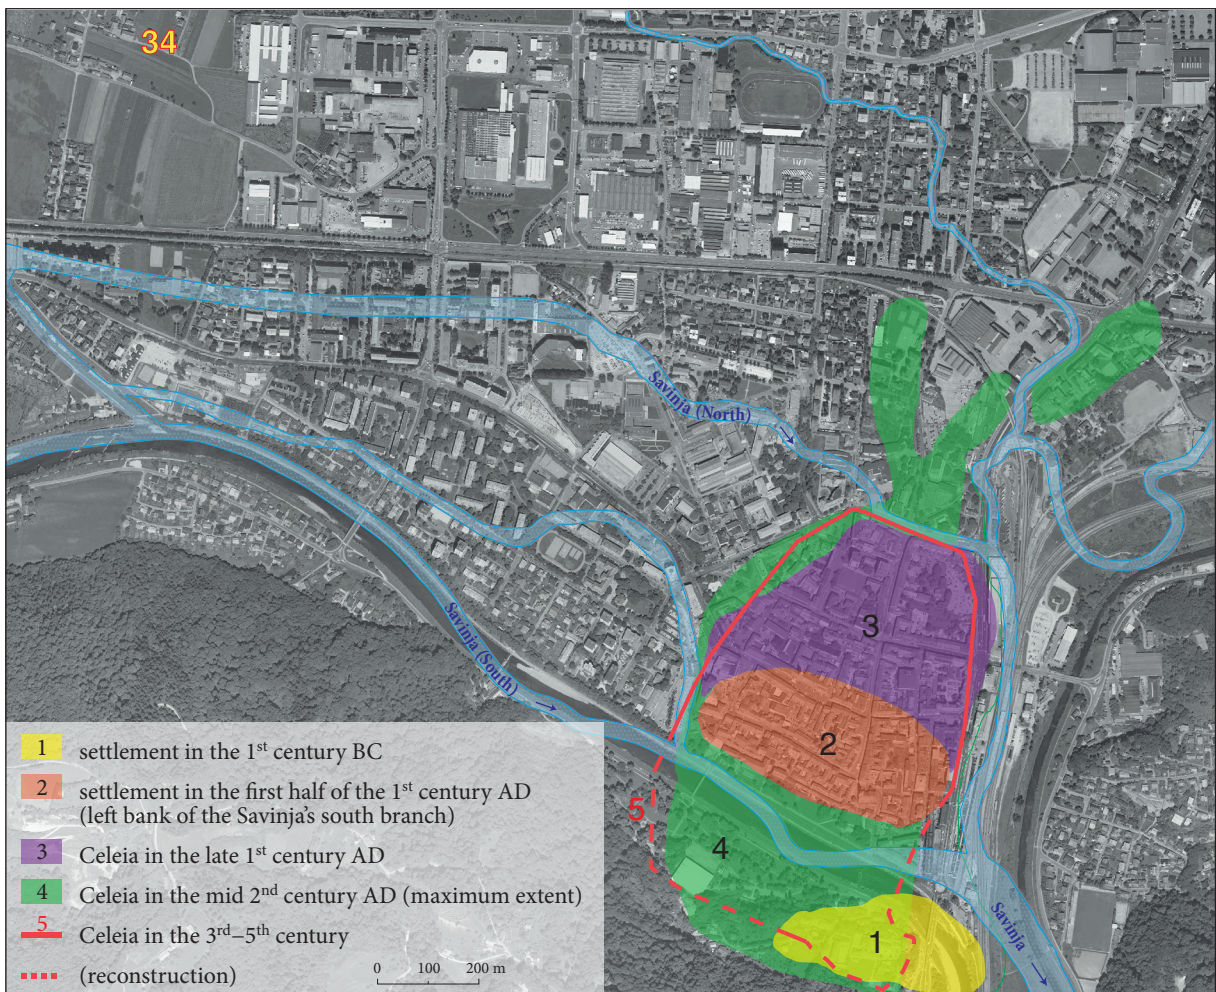 34
Savinja (North)
Savinja (South)
3
2
5
4
1
Savinja
1 settlement in the 1st century BC
2 settlement in the first half of the 1st century AD
(left bank of the Savinja's south branch)
3 Celeia in the late 1st century AD
4 Celeia in the mid 2nd century AD (maximum extent)
5 Celeia in the 3rd–5th century
(reconstruction)
0 100 200 m